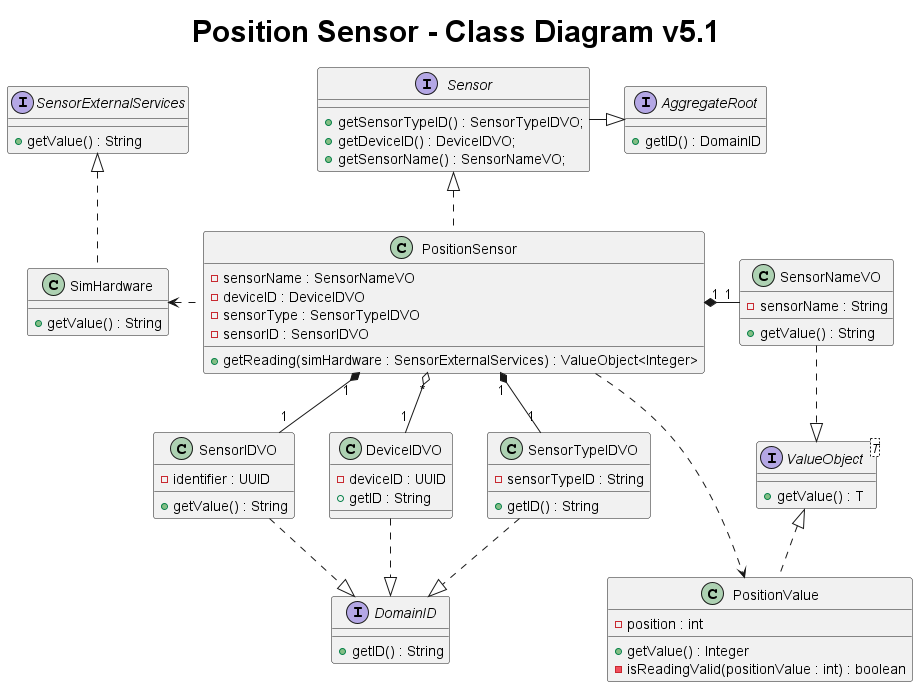 Position Sensor - Class Diagram v5.1
I SensorExternalServices
getValue() : String
I Sensor
getSensorTypeID() : SensorTypeIDVO;
getDeviceID() : DeviceIDVO;
getSensorName() : SensorNameVO;
I AggregateRoot
getID() : DomainID
C SimHardware
getValue() : String
C PositionSensor
sensorName : SensorNameVO
deviceID : DeviceIDVO
sensorType : SensorTypeIDVO
sensorID : SensorIDVO
getReading(simHardware : SensorExternalServices) : ValueObject<Integer>
1 1
C SensorNameVO
sensorName : String
getValue() : String
1 * 1
1 1 1
C SensorIDVO
identifier : UUID
getValue() : String
C DeviceIDVO
deviceID : UUID
getID : String
C SensorTypeIDVO
sensorTypeID : String
getID() : String
I ValueObject T
getValue() : T
I DomainID
getID() : String
C PositionValue
position : int
getValue() : Integer
isReadingValid(positionValue : int) : boolean